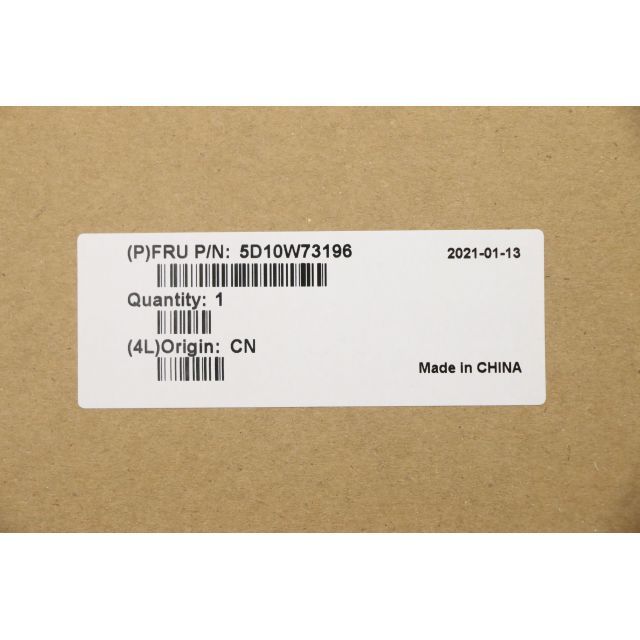 (P)FRU P/N: 5D10W73196 2021-01-13
Quantity: 1
(4L)Origin: CN
Made in CHINA